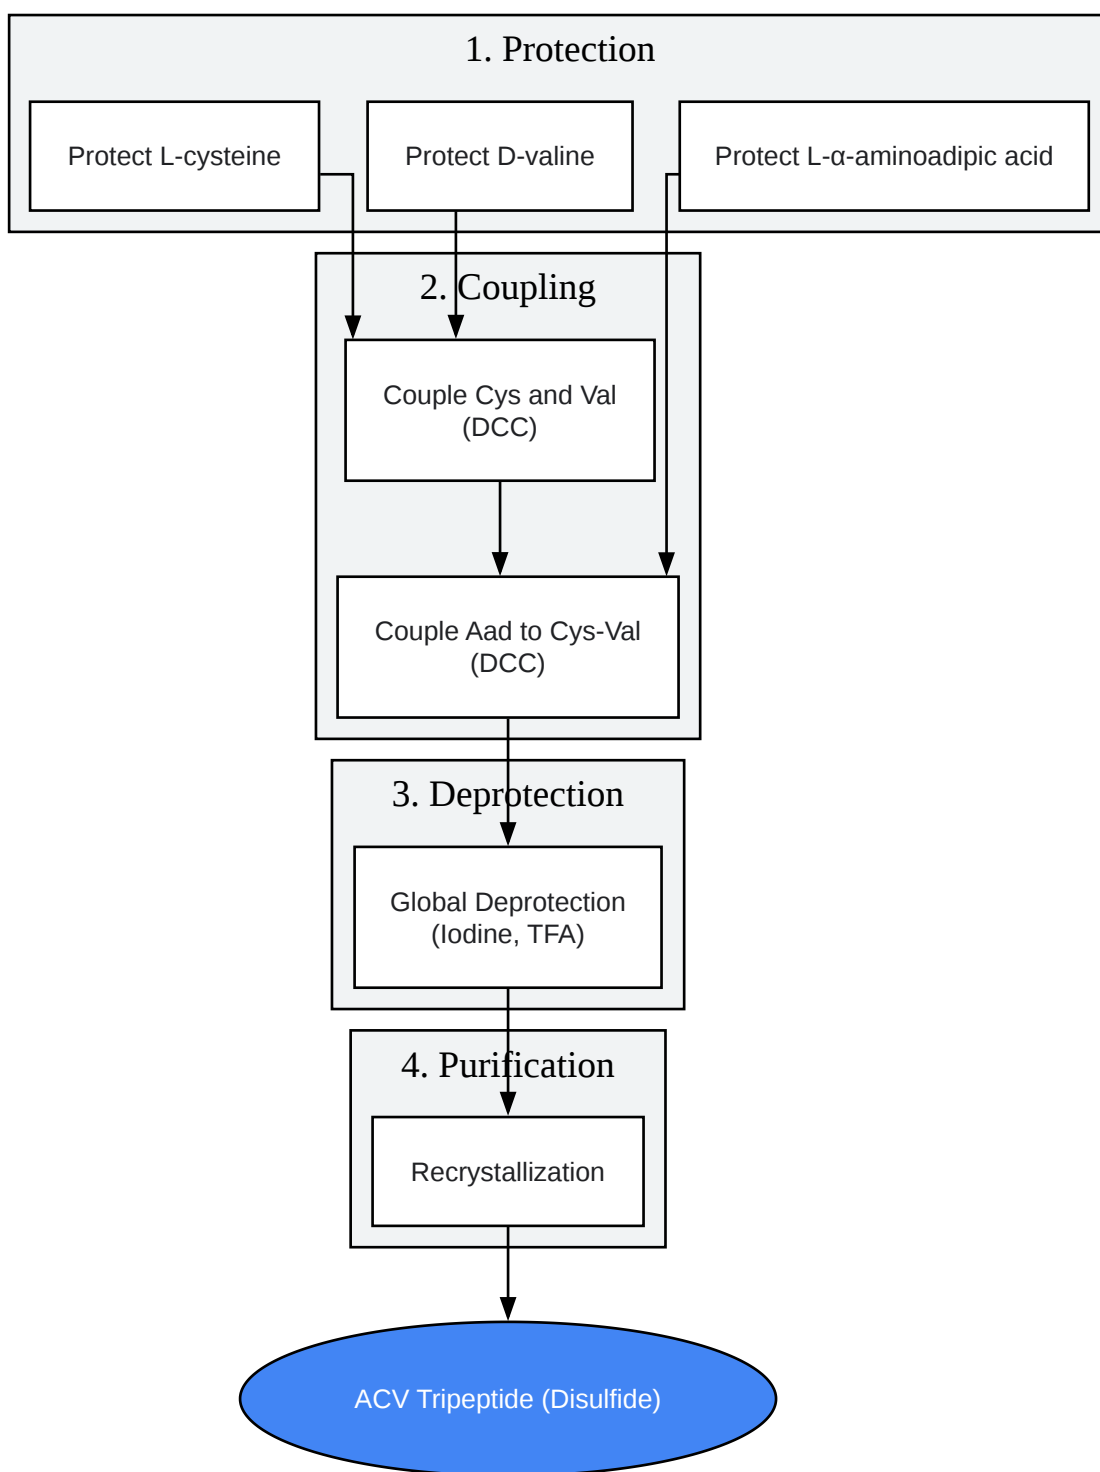 1. Protection
Protect L-cysteine
Protect D-valine
Protect L-α-aminoadipic acid
2. Coupling
Couple Cys and Val
(DCC)
Couple Aad to Cys-Val
(DCC)
3. Deprotection
Global Deprotection
(Iodine, TFA)
4. Purification
Recrystallization
ACV Tripeptide (Disulfide)